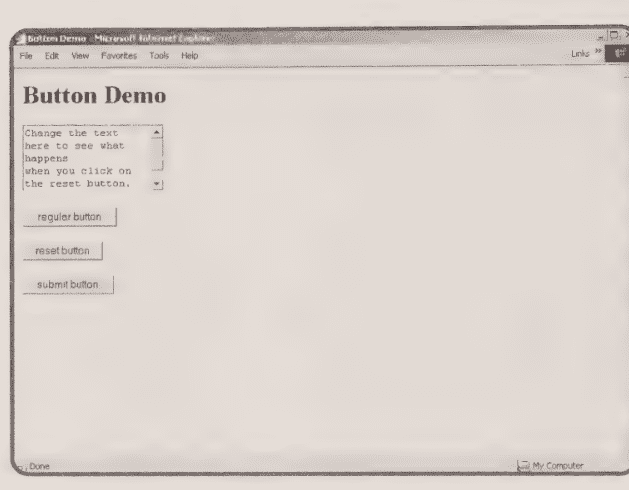 Button Demo - Microsoft Internet Explorer
File Edit View Favorites Tools Help Links »
Button Demo
Change the text
here to see what
happens
when you click on
the reset button.
regular button
reset button
submit button
Done My Computer